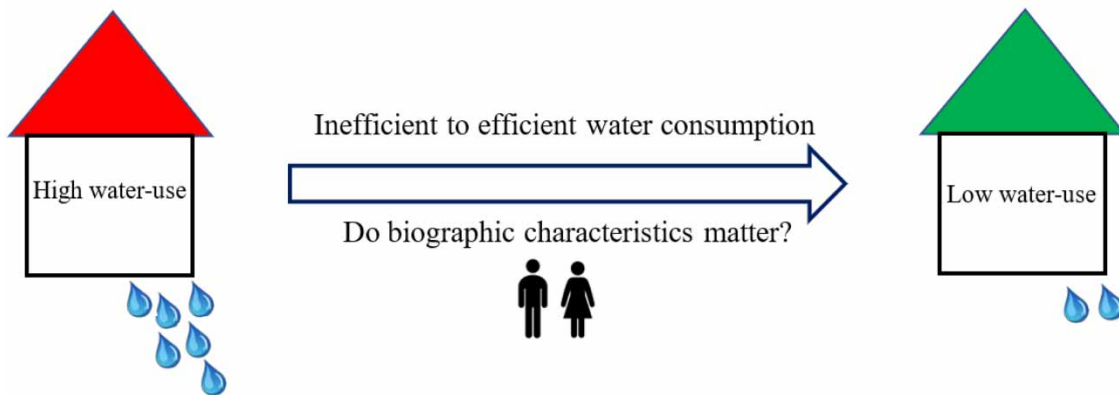 Inefficient to efficient water consumption
High water-use
Low water-use
Do biographic characteristics matter?